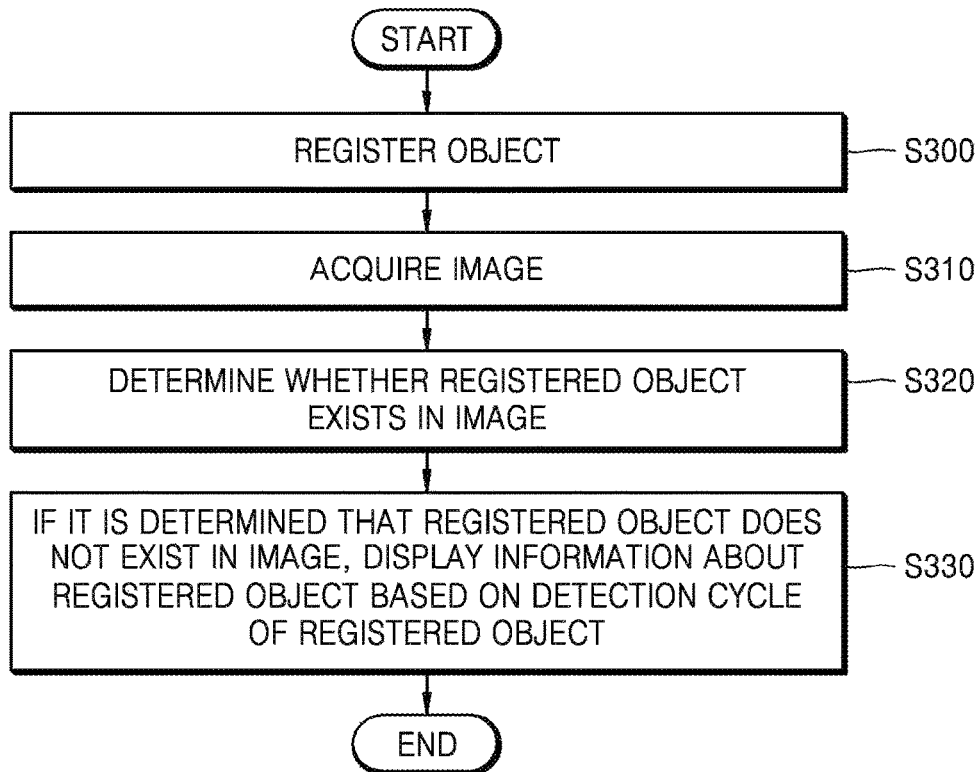 START
REGISTER OBJECT
S300
ACQUIRE IMAGE
S310
DETERMINE WHETHER REGISTERED OBJECT
EXISTS IN IMAGE
S320
IF IT IS DETERMINED THAT REGISTERED OBJECT DOES
NOT EXIST IN IMAGE, DISPLAY INFORMATION ABOUT
REGISTERED OBJECT BASED ON DETECTION CYCLE
OF REGISTERED OBJECT
S330
END